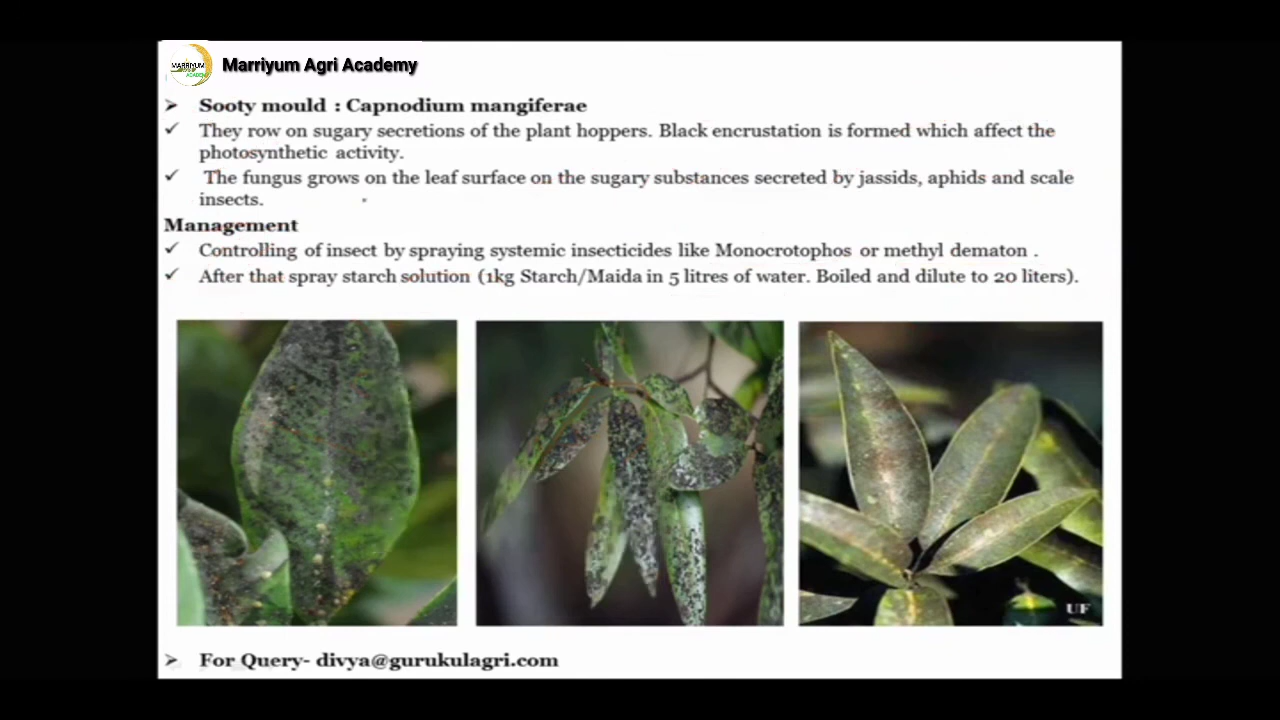 MARRIYUM
ACADEMY
Marriyum Agri Academy
➢ Sooty mould : Capnodium mangiferae
✓ They row on sugary secretions of the plant hoppers. Black encrustation is formed which affect the
photosynthetic activity.
✓ The fungus grows on the leaf surface on the sugary substances secreted by jassids, aphids and scale
insects.
Management
✓ Controlling of insect by spraying systemic insecticides like Monocrotophos or methyl dematon .
✓ After that spray starch solution (1kg Starch/Maida in 5 litres of water. Boiled and dilute to 20 liters).
UF
➢ For Query- divya@gurukulagri.com